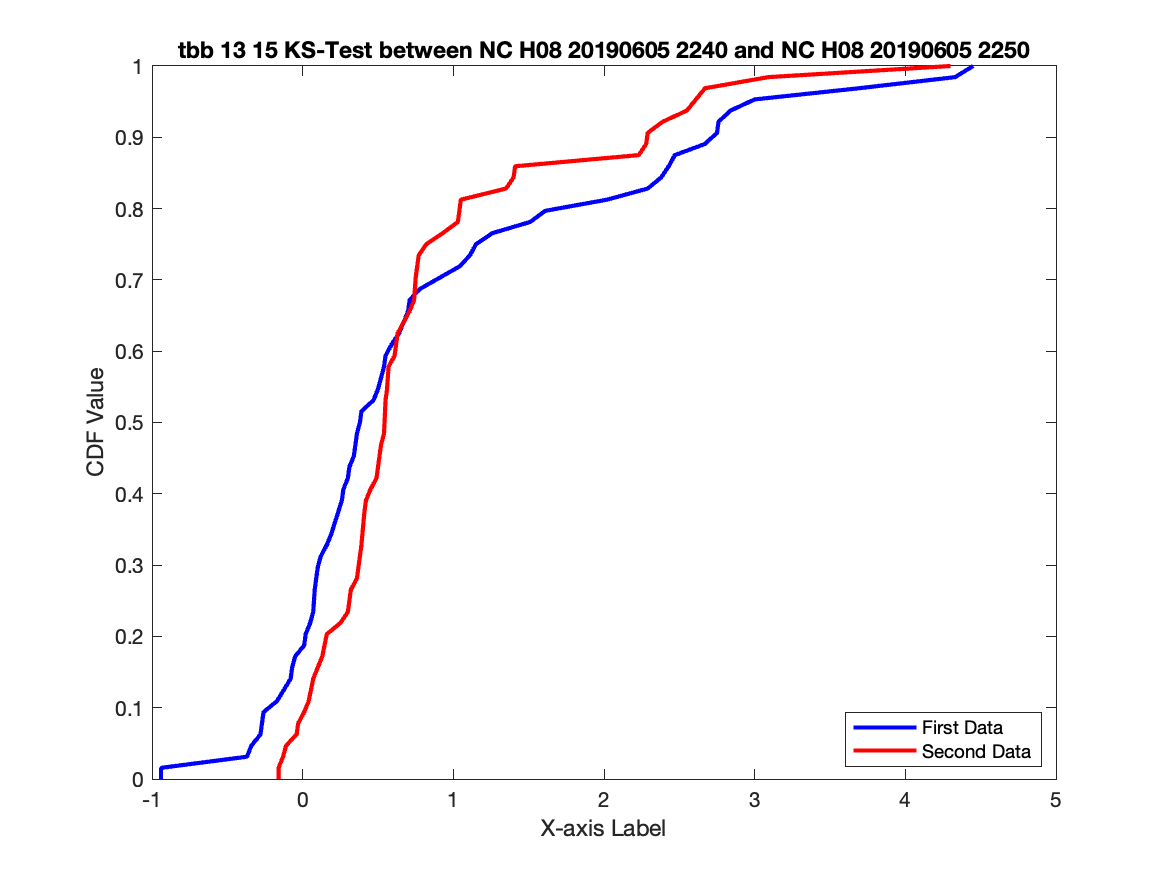 tbb 13 15 KS-Test between NC H08 20190605 2240 and NC H08 20190605 2250
1
0.9
0.8
0.7
0.6
0.5
0.4
0.3
0.2
0.1
0
CDF Value
First Data
Second Data
-1 0 1 2 3 4 5
X-axis Label